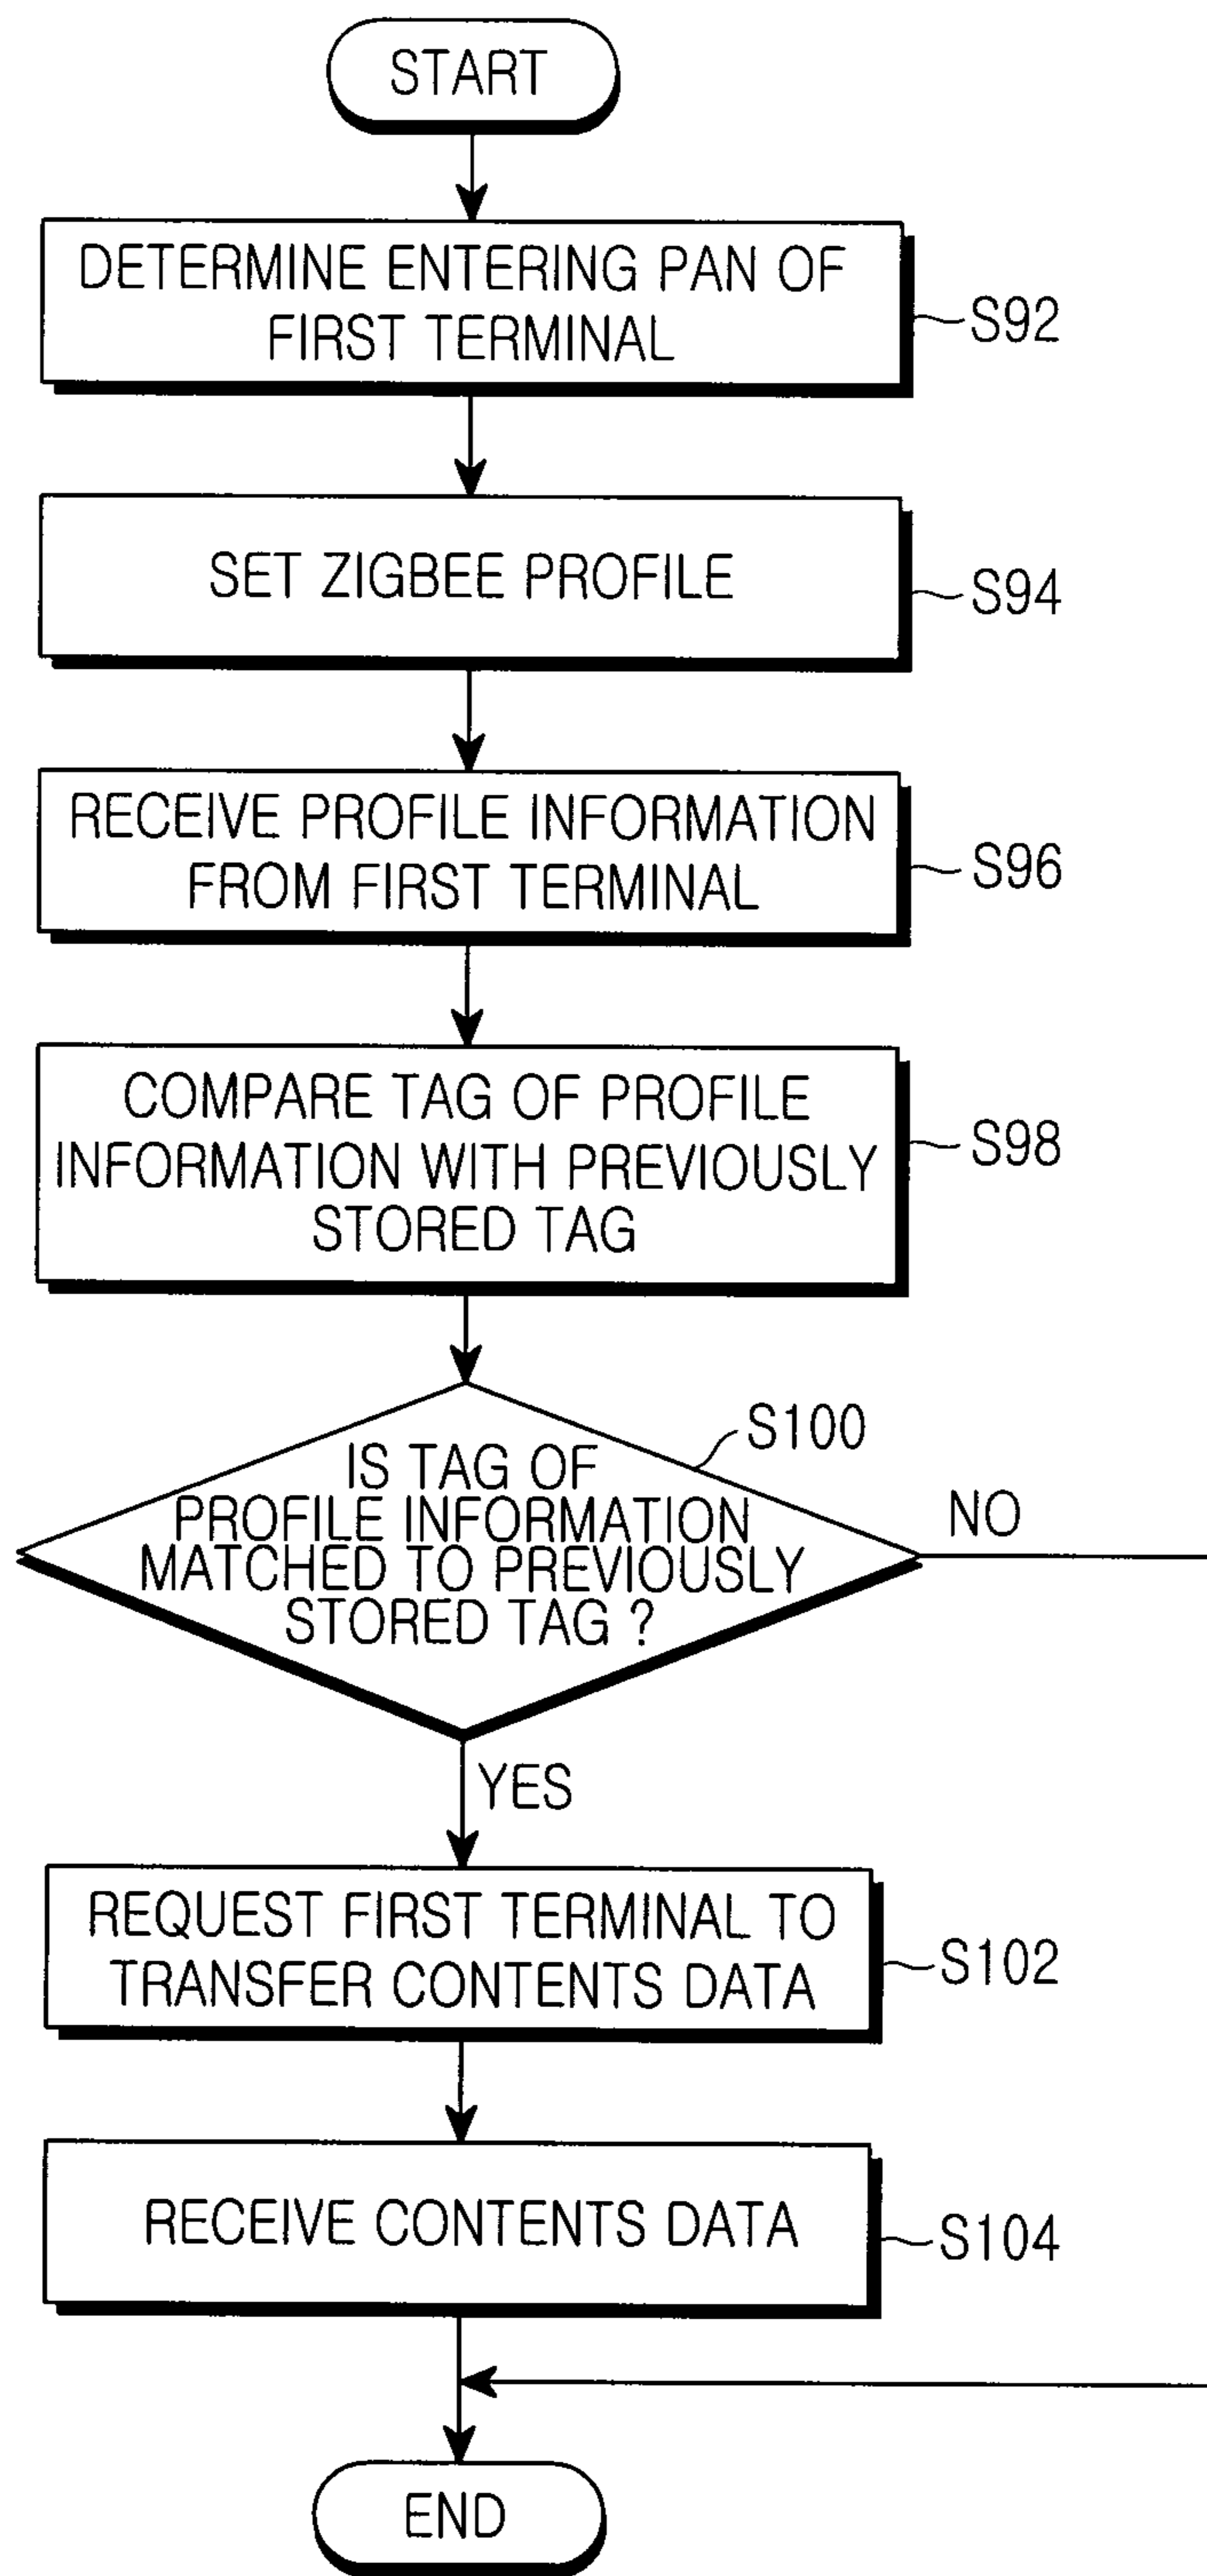 START
DETERMINE ENTERING PAN OF
FIRST TERMINAL
S92
SET ZIGBEE PROFILE
S94
RECEIVE PROFILE INFORMATION
FROM FIRST TERMINAL
S96
COMPARE TAG OF PROFILE
INFORMATION WITH PREVIOUSLY
STORED TAG
S98
S100
IS TAG OF
PROFILE INFORMATION
MATCHED TO PREVIOUSLY
STORED TAG ?
NO
YES
REQUEST FIRST TERMINAL TO
TRANSFER CONTENTS DATA
S102
RECEIVE CONTENTS DATA
S104
END